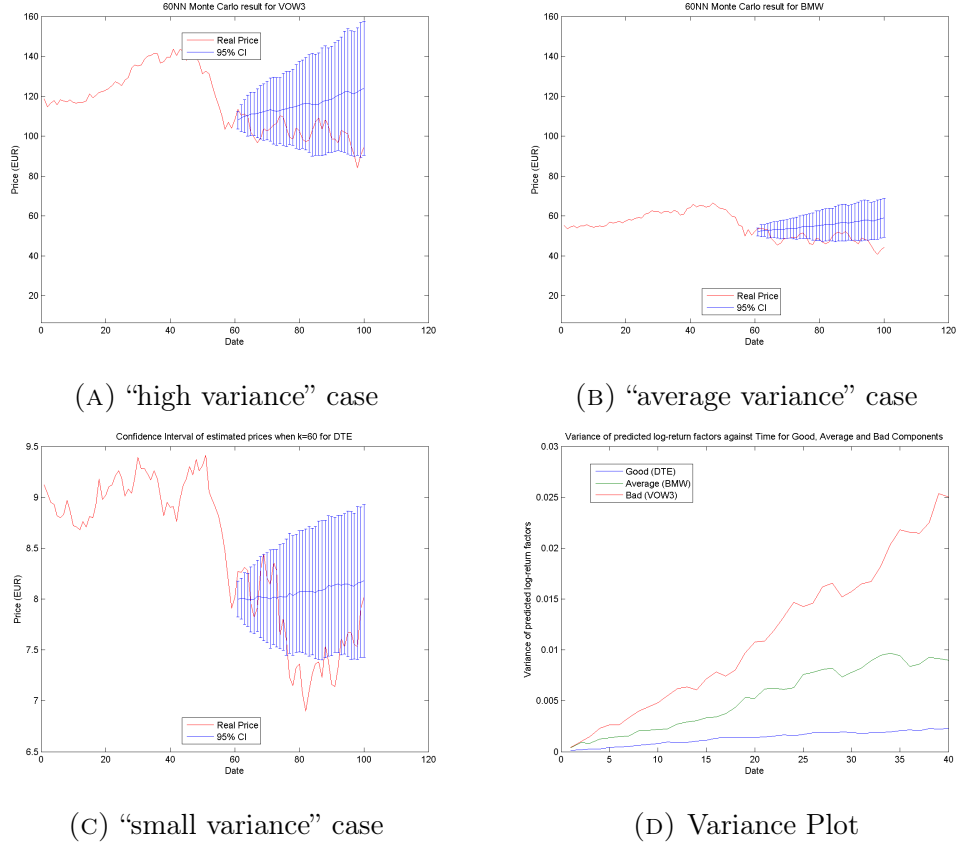 60NN Monte Carlo result for VOW3
160
140
120
100
80
60
40
20
Price (EUR)
Real Price
95% CI
0 20 40 60 80 100 120
Date
(A) “high variance” case
60NN Monte Carlo result for BMW
160
140
120
100
80
60
40
20
Price (EUR)
Real Price
95% CI
0 20 40 60 80 100 120
Date
(B) “average variance” case
Confidence Interval of estimated prices when k=60 for DTE
9.5
9
8.5
8
7.5
7
6.5
Price (EUR)
Real Price
95% CI
0 20 40 60 80 100 120
Date
(C) “small variance” case
Variance of predicted log-return factors against Time for Good, Average and Bad Components
0.03
0.025
0.02
0.015
0.01
0.005
0
Variance of predicted log-return factors
Good (DTE)
Average (BMW)
Bad (VOW3)
0 5 10 15 20 25 30 35 40
Date
(D) Variance Plot